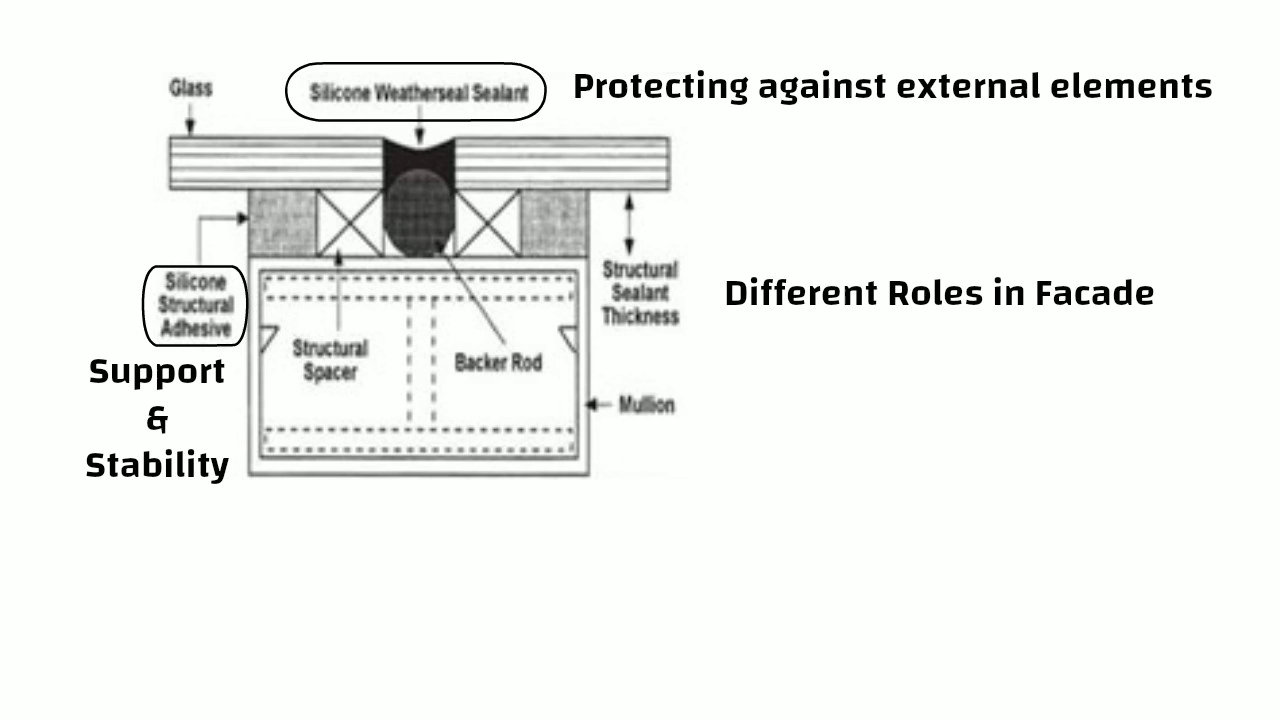 Glass
Silicone Weatherseal Sealant
Protecting against external elements
Silicone
Structural
Adhesive
Structural
Sealant
Thickness
Different Roles in Facade
Structural
Spacer
Backer Rod
Mullion
Support
&
Stability